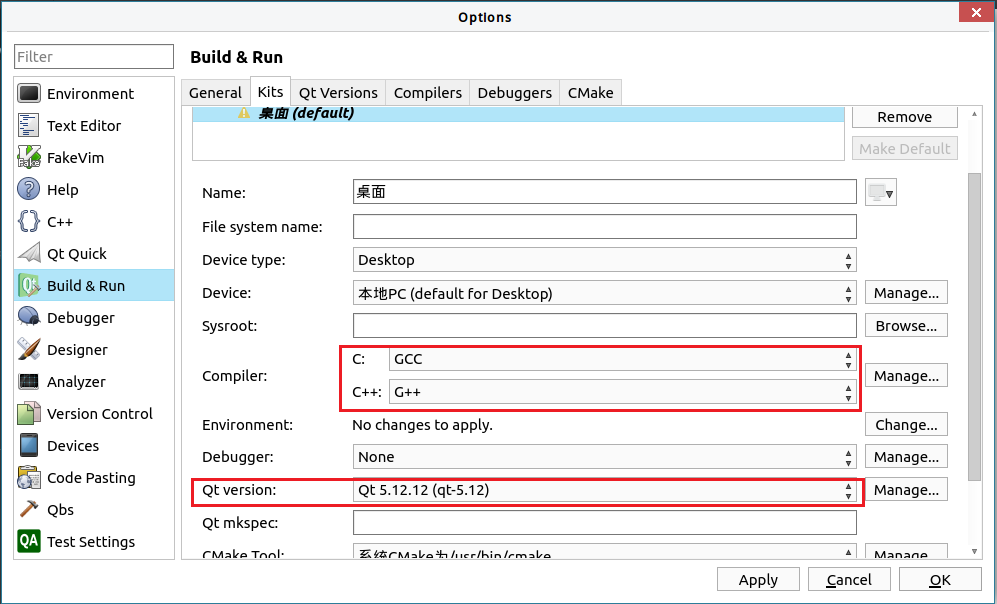 Options
Filter
Build & Run
Environment
Text Editor
FakeVim
Help
C++
Qt Quick
Build & Run
Debugger
Designer
Analyzer
Version Control
Devices
Code Pasting
Qbs
QA Test Settings
General Kits Qt Versions Compilers Debuggers CMake
桌面 (default)
Remove
Make Default
Name: 桌面
File system name:
Device type: Desktop
Device: 本地PC (default for Desktop) Manage...
Sysroot: Browse...
Compiler: C: GCC
C++: G++ Manage...
Environment: No changes to apply. Change...
Debugger: None Manage...
Qt version: Qt 5.12.12 (qt-5.12) Manage...
Qt mkspec:
CMake Tool: 系统CMake为/usr/bin/cmake Manage...
Apply Cancel OK